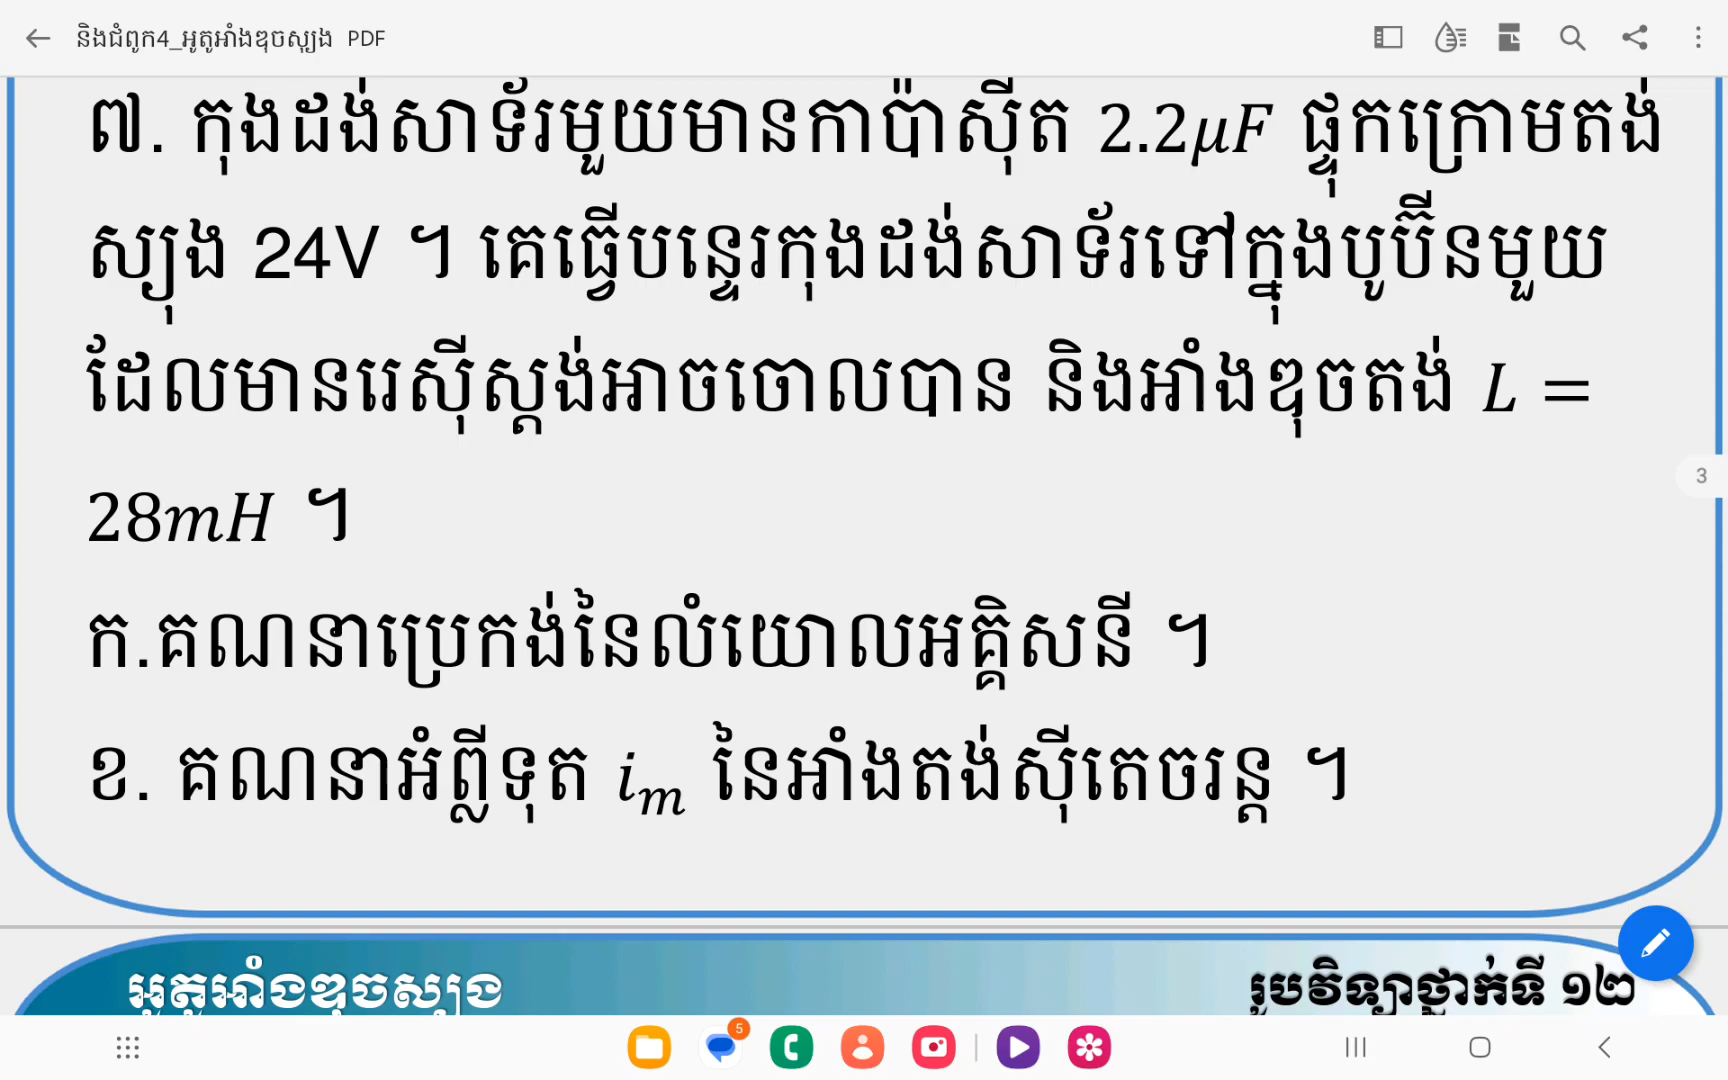 និងជំពូក4_អូតូអាំងឌុចស្យុង PDF
៧. កុងដង់សាទ័រមួយមានកាប៉ាស៊ីត 2.2μF ផ្ទុកក្រោមតង់
ស្យុង 24V ។ គេធ្វើបន្ទេរកុងដង់សាទ័រទៅក្នុងបូប៊ីនមួយ
ដែលមានរេស៊ីស្តង់អាចចោលបាន និងអាំងឌុចតង់ L =
28mH ។
3
ក.គណនាប្រេកង់នៃលំយោលអគ្គិសនី ។
ខ. គណនាអំព្លីទុត iₘ នៃអាំងតង់ស៊ីតេចរន្ត ។
អូតូអាំងឌុចស្យុង
រូបវិទ្យាថ្នាក់ទី ១២
5